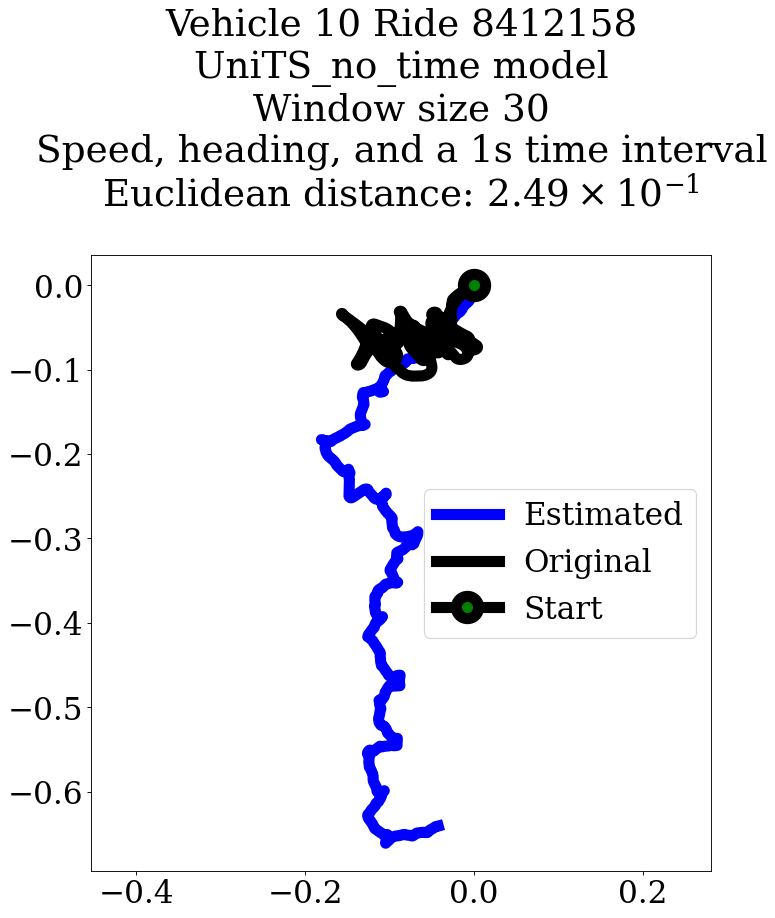 Vehicle 10 Ride 8412158
UniTS_no_time model
Window size 30
Speed, heading, and a 1s time interval
Euclidean distance: 2.49 × 10⁻¹
0.0
−0.1
−0.2
−0.3
−0.4
−0.5
−0.6
Estimated
Original
Start
−0.4 −0.2 0.0 0.2